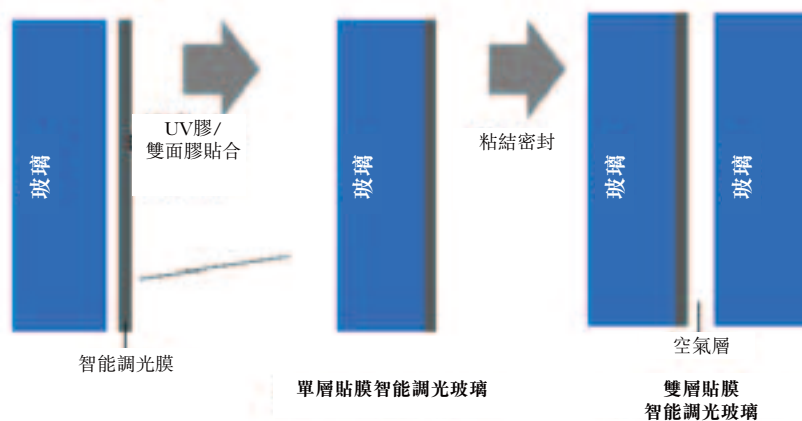 玻璃
UV膠/
雙面膠貼合
智能調光膜
玻璃
單層貼膜智能調光玻璃
粘結密封
玻璃
玻璃
空氣層
雙層貼膜
智能調光玻璃